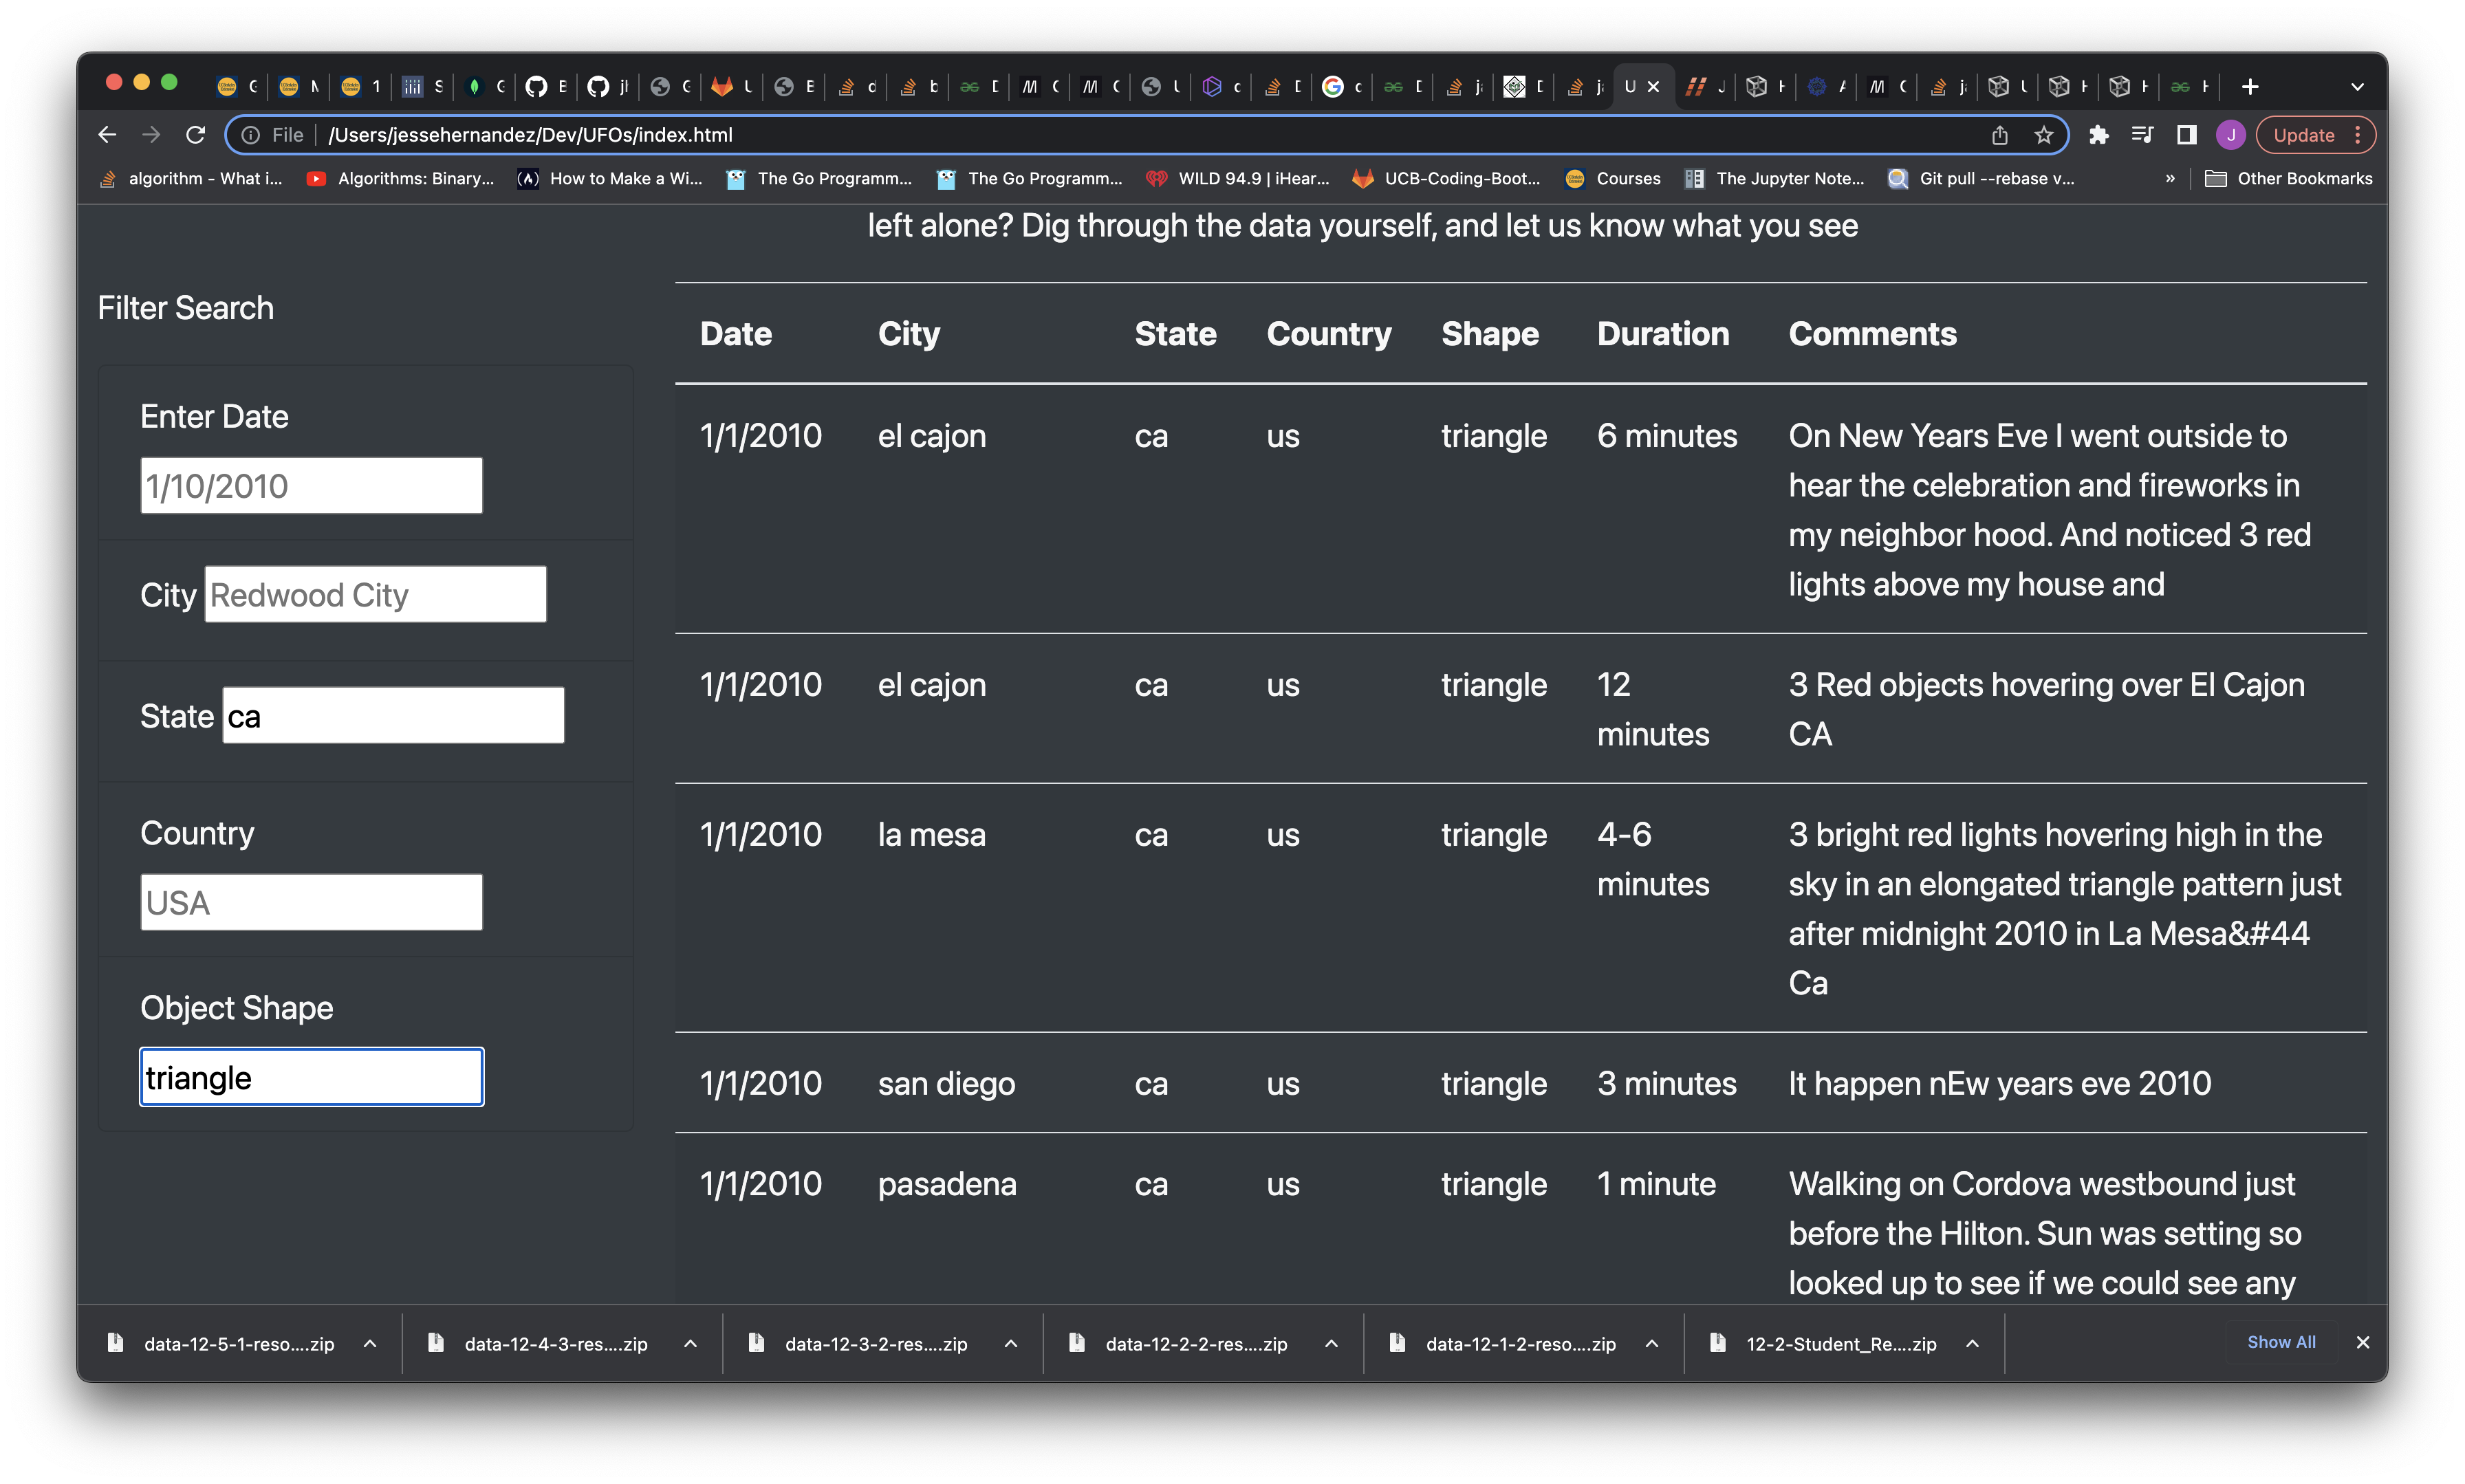 File /Users/jessehernandez/Dev/UFOs/index.html
Update
algorithm - What i... Algorithms: Binary... How to Make a Wi... The Go Programm... The Go Programm... WILD 94.9 | iHear... UCB-Coding-Boot... Courses The Jupyter Note... Git pull --rebase v... » Other Bookmarks
left alone? Dig through the data yourself, and let us know what you see
Filter Search
Enter Date
1/10/2010
City Redwood City
State ca
Country
USA
Object Shape
triangle
Date City State Country Shape Duration Comments
1/1/2010 el cajon ca us triangle 6 minutes On New Years Eve I went outside to
hear the celebration and fireworks in
my neighbor hood. And noticed 3 red
lights above my house and
1/1/2010 el cajon ca us triangle 12 3 Red objects hovering over El Cajon
minutes CA
1/1/2010 la mesa ca us triangle 4-6 3 bright red lights hovering high in the
minutes sky in an elongated triangle pattern just
after midnight 2010 in La Mesa&#44
Ca
1/1/2010 san diego ca us triangle 3 minutes It happen nEw years eve 2010
1/1/2010 pasadena ca us triangle 1 minute Walking on Cordova westbound just
before the Hilton. Sun was setting so
looked up to see if we could see any
data-12-5-1-reso....zip data-12-4-3-res....zip data-12-3-2-res....zip data-12-2-2-res....zip data-12-1-2-reso....zip 12-2-Student_Re....zip Show All